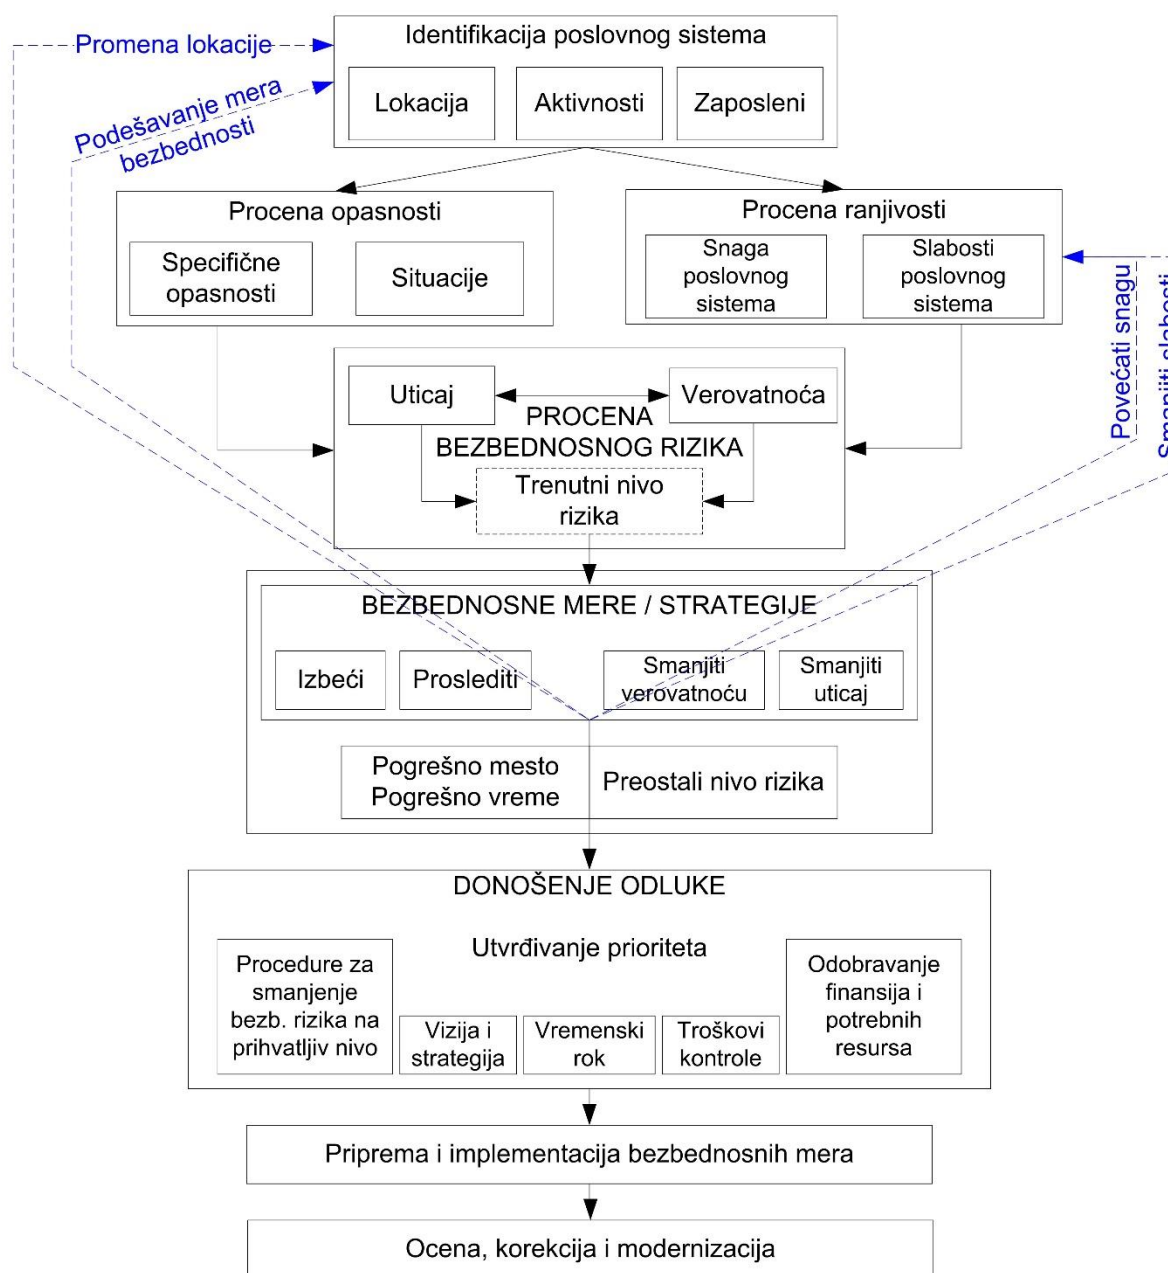 Identifikacija poslovnog sistema
Promena lokacije
Lokacija
Aktivnosti
Zaposleni
Podešavanje mera
bezbednosti
Procena opasnosti
Specifične
opasnosti
Situacije
Procena ranjivosti
Snaga
poslovnog
sistema
Slabosti
poslovnog
sistema
Povećati snagu
Smanjiti slabosti
Uticaj
Verovatnoća
PROCENA
BEZBEDNOSNOG RIZIKA
Trenutni nivo
rizika
BEZBEDNOSNE MERE / STRATEGIJE
Izbeći
Proslediti
Smanjiti
verovatnoću
Smanjiti
uticaj
Pogrešno mesto
Pogrešno vreme
Preostali nivo rizika
DONOŠENJE ODLUKE
Utvrđivanje prioriteta
Procedure za
smanjenje
bezb. rizika na
prihvatljiv nivo
Vizija i
strategija
Vremenski
rok
Troškovi
kontrole
Odobravanje
finansija i
potrebnih
resursa
Priprema i implementacija bezbednosnih mera
Ocena, korekcija i modernizacija